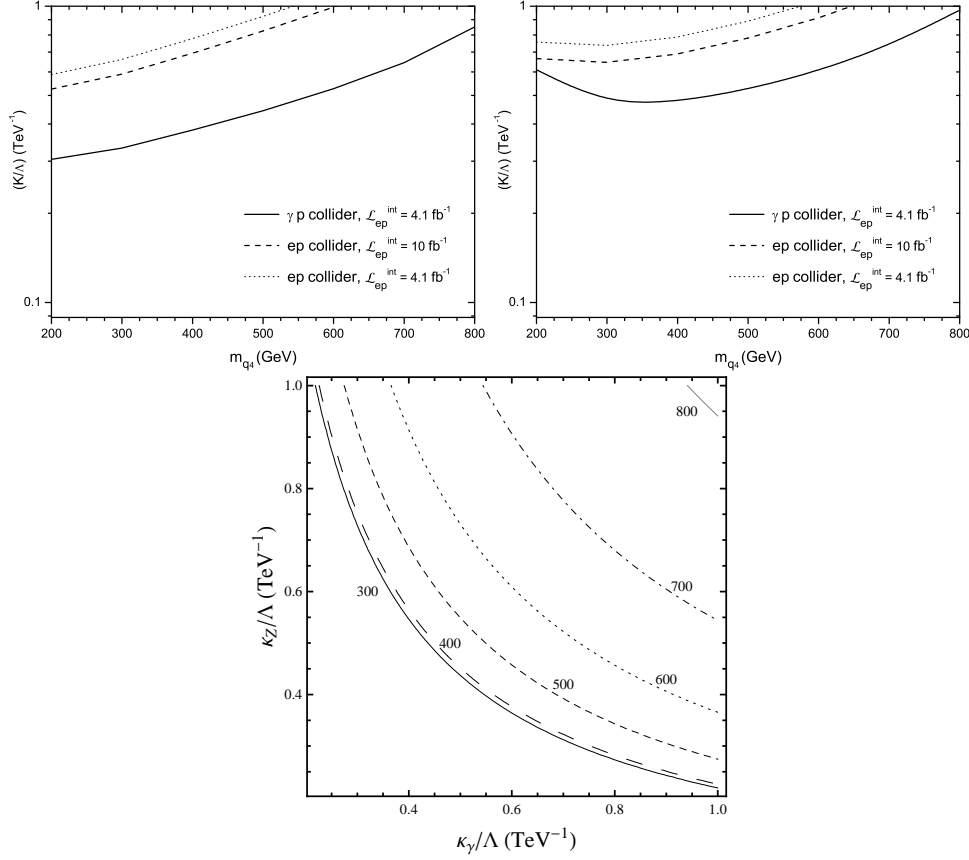 1
(K/Λ) (TeV⁻¹)
0.1
γ p collider, ℒ_ep^int = 4.1 fb⁻¹
ep collider, ℒ_ep^int = 10 fb⁻¹
ep collider, ℒ_ep^int = 4.1 fb⁻¹
200 300 400 500 600 700 800
m_q4 (GeV)
1
(K/Λ) (TeV⁻¹)
0.1
γ p collider, ℒ_ep^int = 4.1 fb⁻¹
ep collider, ℒ_ep^int = 10 fb⁻¹
ep collider, ℒ_ep^int = 4.1 fb⁻¹
200 300 400 500 600 700 800
m_q4 (GeV)
1.0
0.8
0.6
0.4
κ_Z/Λ (TeV⁻¹)
800
700
300
400
500
600
0.4 0.6 0.8 1.0
κ_γ/Λ (TeV⁻¹)